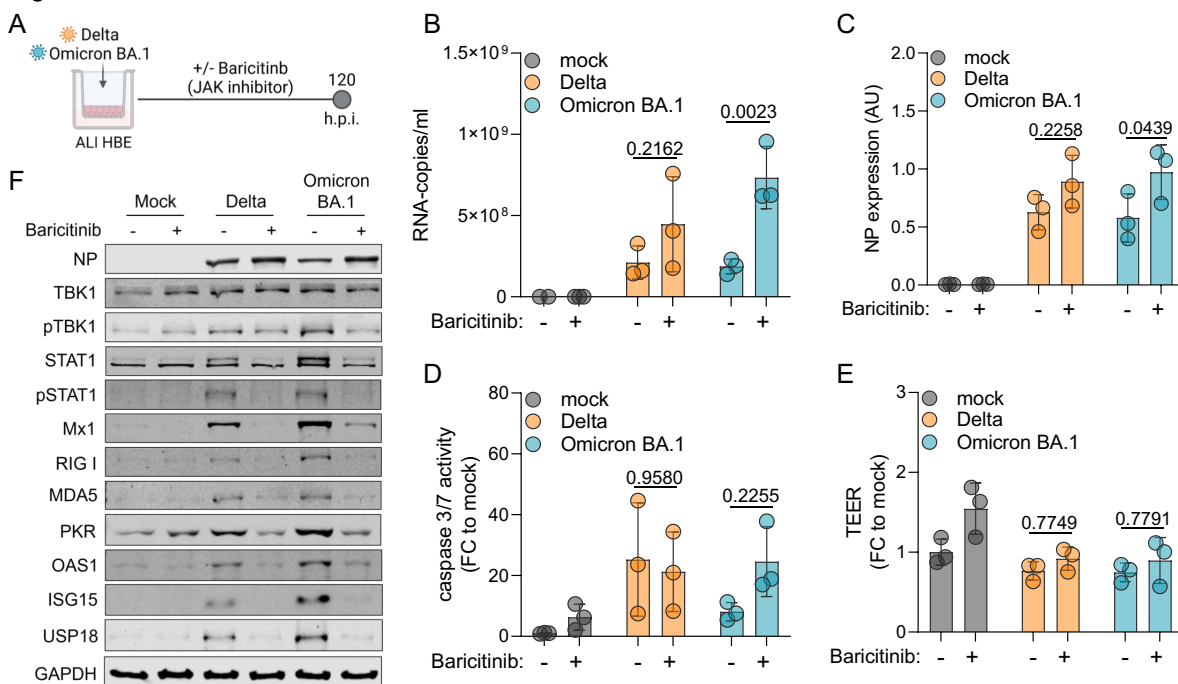 A
Delta
Omicron BA.1
+/- Baricitinb
(JAK inhibitor)
120
h.p.i.
ALI HBE
B
mock
Delta
Omicron BA.1
RNA-copies/ml
1.5×10⁹
1×10⁹
5×10⁸
0
0.2162
0.0023
Baricitinib: - + - + - +
C
mock
Delta
Omicron BA.1
NP expression (AU)
2.0
1.5
1.0
0.5
0.0
0.2258
0.0439
Baricitinib: - + - + - +
D
mock
Delta
Omicron BA.1
caspase 3/7 activity
(FC to mock)
80
60
40
20
0
0.9580
0.2255
Baricitinib: - + - + - +
E
mock
Delta
Omicron BA.1
TEER
(FC to mock)
3
2
1
0
0.7749
0.7791
Baricitinib: - + - + - +
F
Mock Delta Omicron
BA.1
Baricitinib - + - + - +
NP
TBK1
pTBK1
STAT1
pSTAT1
Mx1
RIG I
MDA5
PKR
OAS1
ISG15
USP18
GAPDH